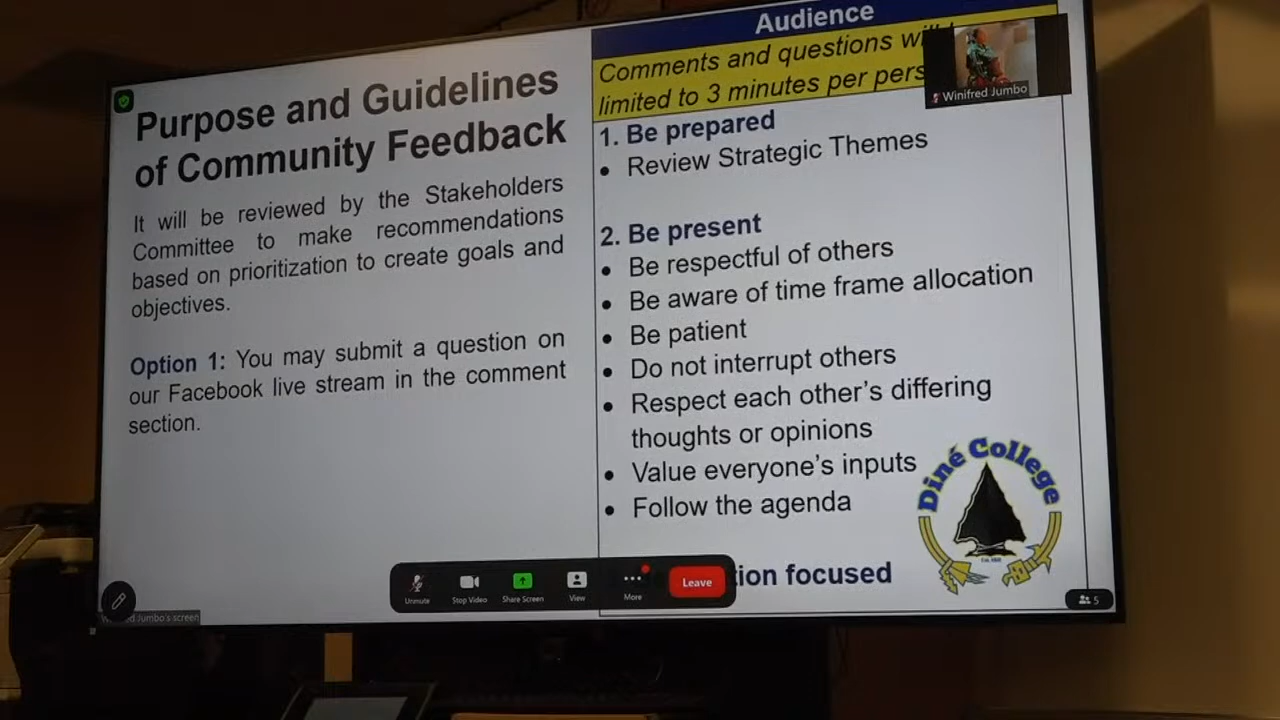 Purpose and Guidelines
of Community Feedback
It will be reviewed by the Stakeholders
Committee to make recommendations
based on prioritization to create goals and
objectives.
Option 1: You may submit a question on
our Facebook live stream in the comment
section.
Audience
Comments and questions
limited to 3 minutes per
1. Be prepared
• Review Strategic Themes
2. Be present
• Be respectful of others
• Be aware of time frame allocation
• Be patient
• Do not interrupt others
• Respect each other's differing
thoughts or opinions
• Value everyone's inputs
• Follow the agenda
focused
Winifred Jumbo
Diné College
Unmute
Stop Video
Share Screen
View
More
Leave
Jumbo's screen
5